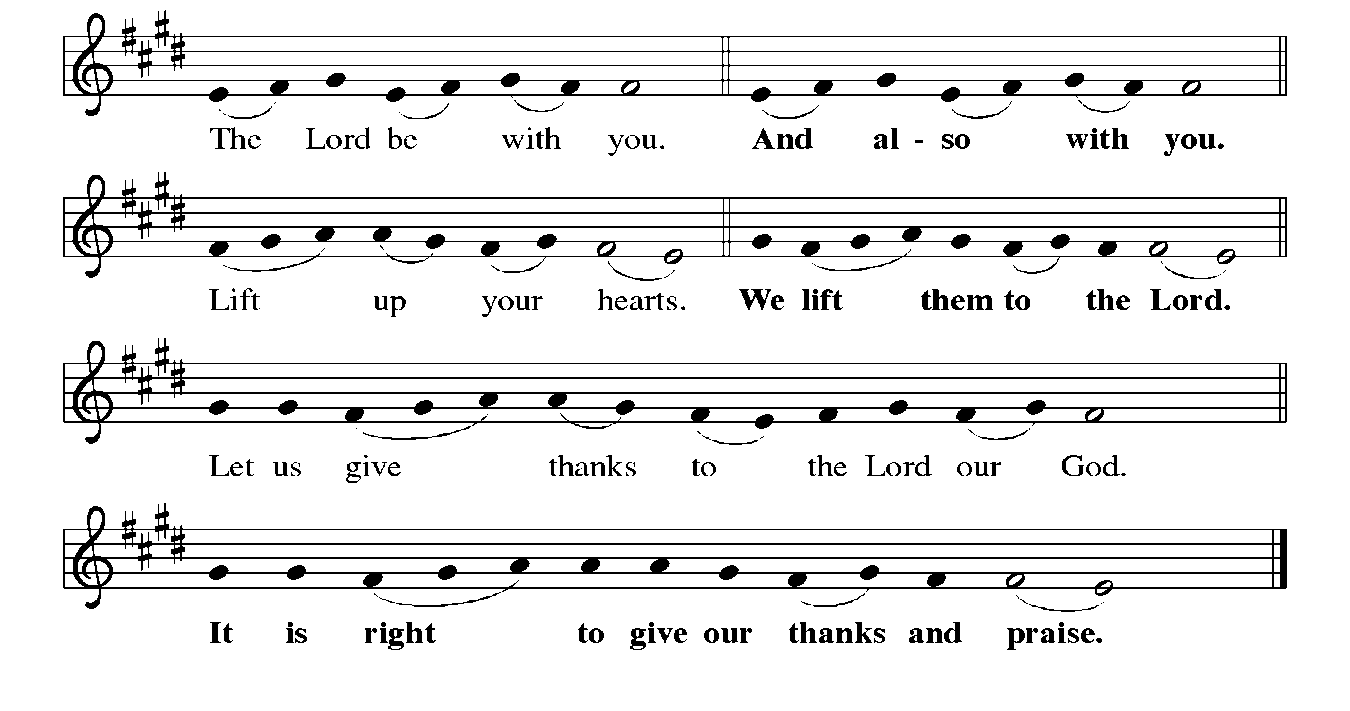 The Lord be with you. And al - so with you.
Lift up your hearts. We lift them to the Lord.
Let us give thanks to the Lord our God.
It is right to give our thanks and praise.